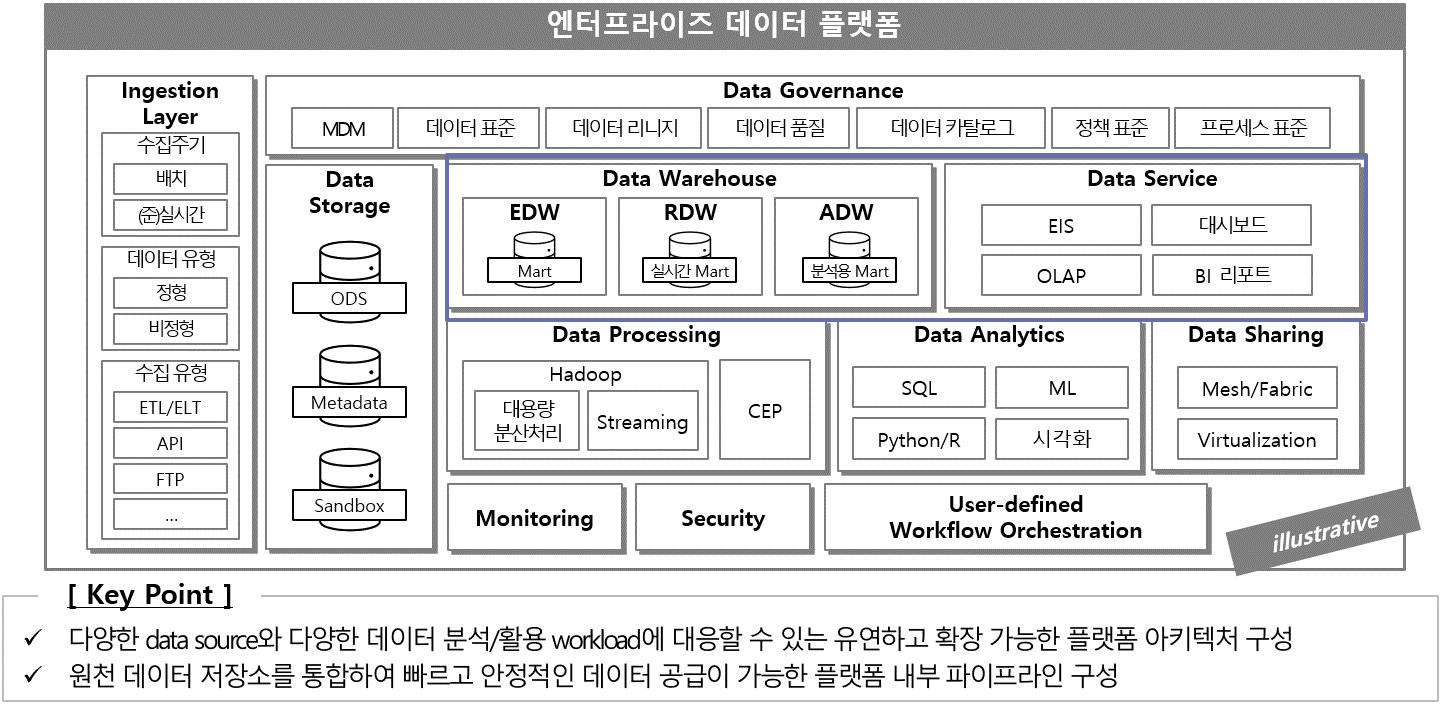 엔터프라이즈 데이터 플랫폼
Ingestion
Layer
수집주기
배치
(준)실시간
데이터 유형
정형
비정형
수집 유형
ETL/ELT
API
FTP
...
Data Governance
MDM
데이터 표준
데이터 리니지
데이터 품질
데이터 카탈로그
정책 표준
프로세스 표준
Data
Storage
ODS
Metadata
Sandbox
Data Warehouse
EDW
Mart
RDW
실시간 Mart
ADW
분석용 Mart
Data Service
EIS
대시보드
OLAP
BI 리포트
Data Processing
Hadoop
대용량
분산처리
Streaming
CEP
Data Analytics
SQL
ML
Python/R
시각화
Data Sharing
Mesh/Fabric
Virtualization
Monitoring
Security
User-defined
Workflow Orchestration
illustrative
[ Key Point ]
✓ 다양한 data source와 다양한 데이터 분석/활용 workload에 대응할 수 있는 유연하고 확장 가능한 플랫폼 아키텍처 구성
✓ 원천 데이터 저장소를 통합하여 빠르고 안정적인 데이터 공급이 가능한 플랫폼 내부 파이프라인 구성